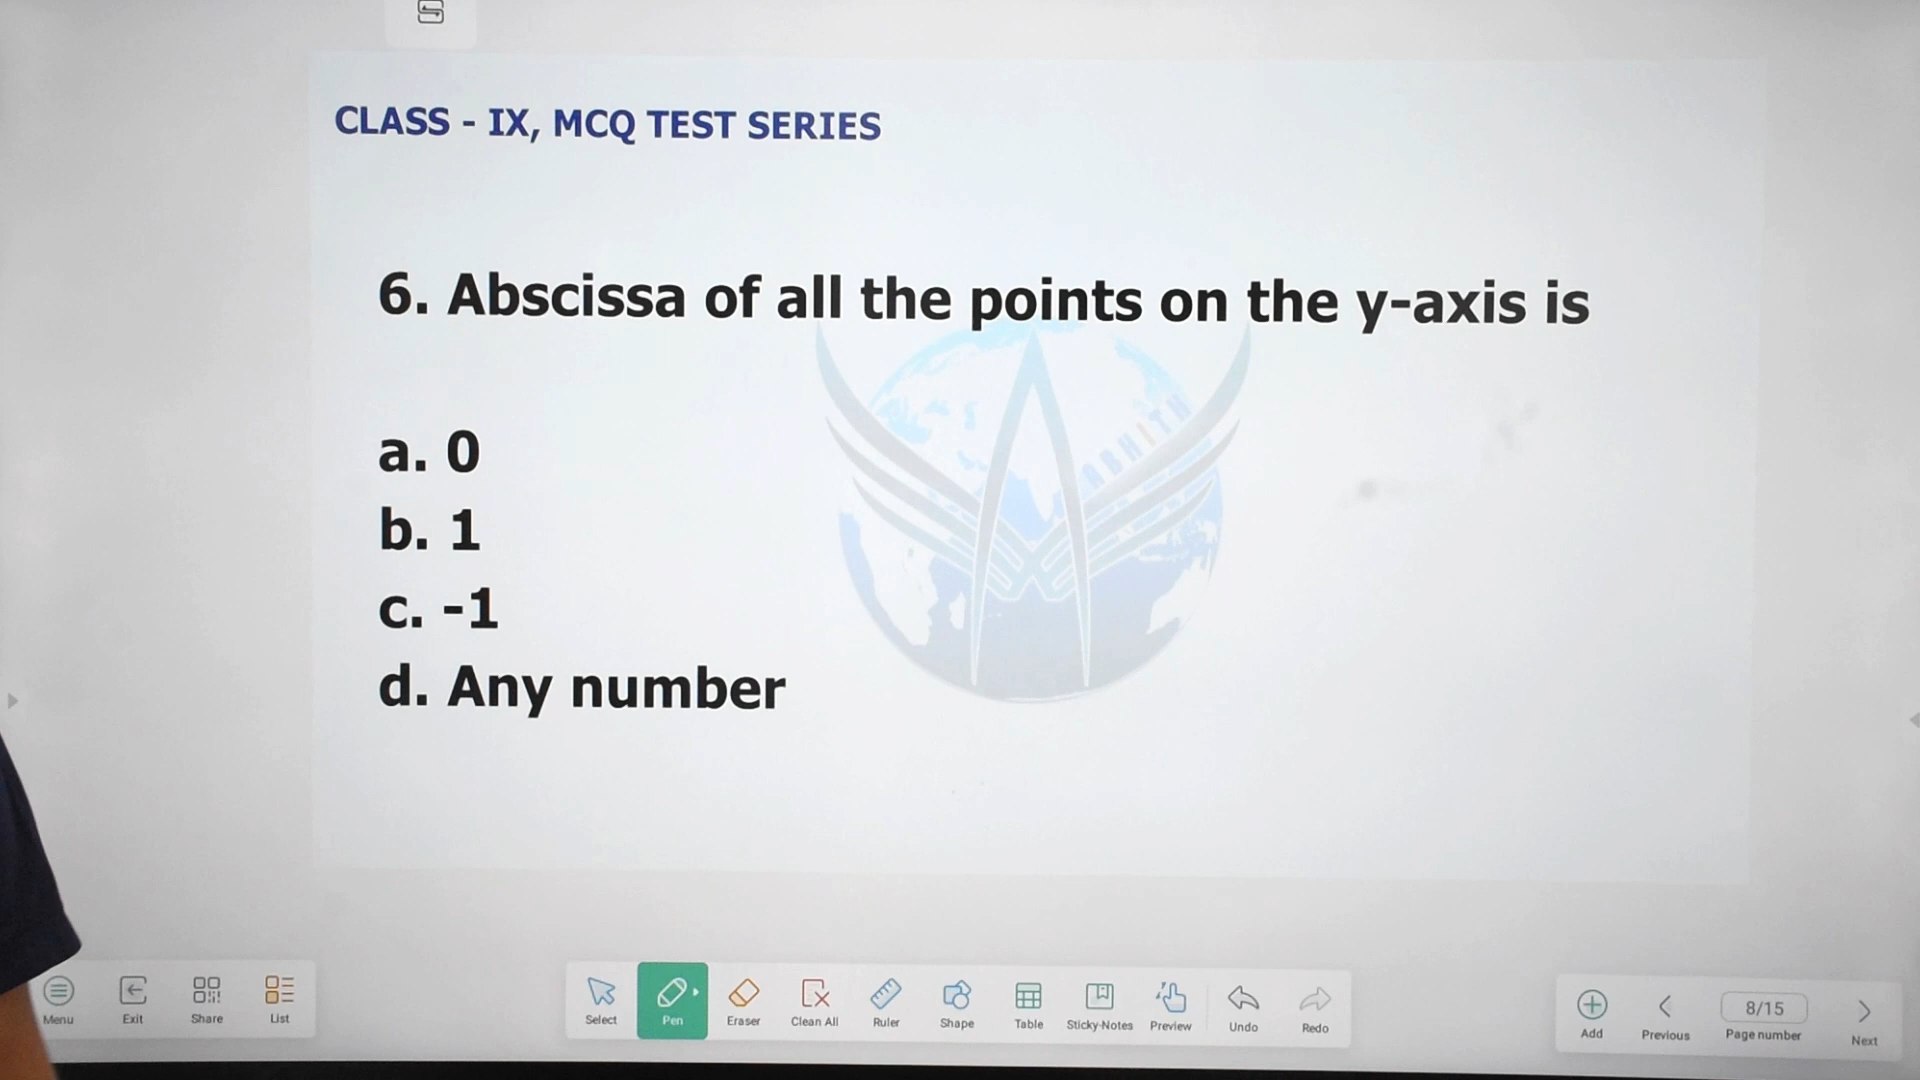 CLASS - IX, MCQ TEST SERIES
6. Abscissa of all the points on the y-axis is
a. 0
b. 1
c. -1
d. Any number
ABHITH
Menu
Exit
Share
List
Select
Pen
Eraser
Clean All
Ruler
Shape
Table
Sticky-Notes
Preview
Undo
Redo
Add
Previous
8/15
Page number
Next